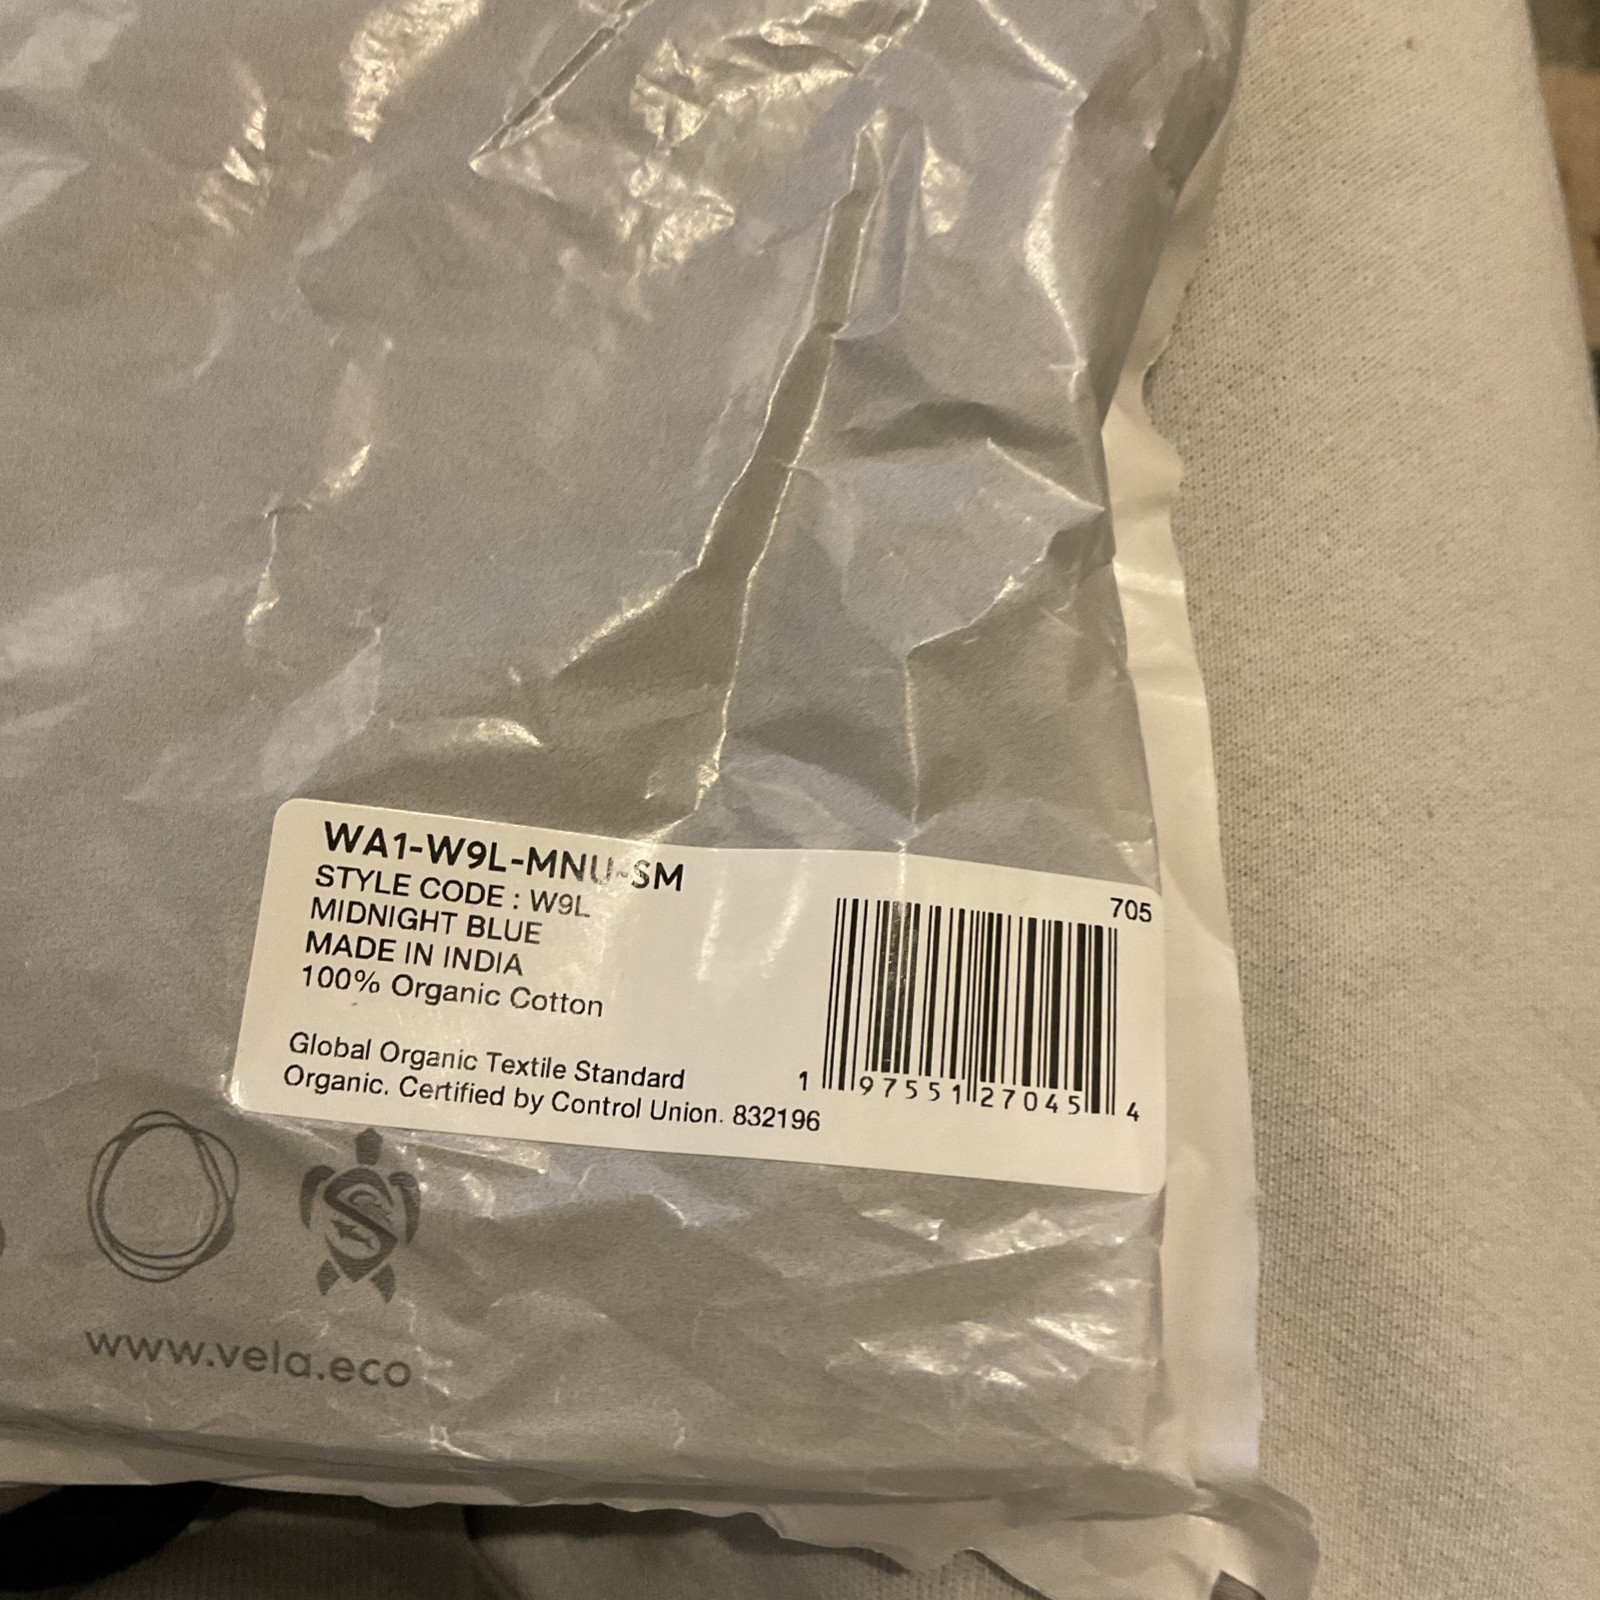 WA1-W9L-MNU-SM
STYLE CODE : W9L
MIDNIGHT BLUE
MADE IN INDIA
100% Organic Cotton
Global Organic Textile Standard
Organic. Certified by Control Union. 832196
705
1 97551 27045 4
www.vela.eco